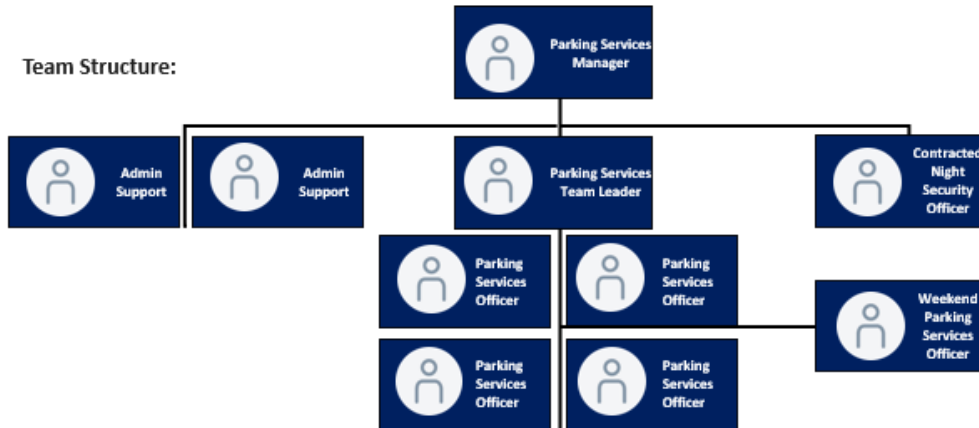 Parking Services
Manager
Team Structure:
Admin
Support
Admin
Support
Parking Services
Team Leader
Contracted
Night
Security
Officer
Parking
Services
Officer
Parking
Services
Officer
Weekend
Parking
Services
Officer
Parking
Services
Officer
Parking
Services
Officer